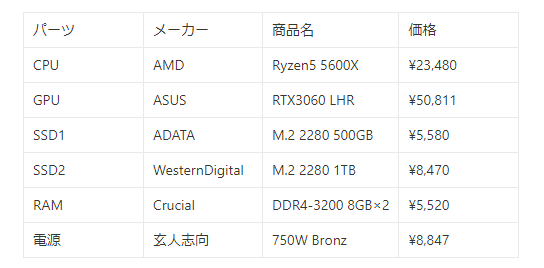 パーツ メーカー 商品名 価格
CPU AMD Ryzen5 5600X ¥23,480
GPU ASUS RTX3060 LHR ¥50,811
SSD1 ADATA M.2 2280 500GB ¥5,580
SSD2 WesternDigital M.2 2280 1TB ¥8,470
RAM Crucial DDR4-3200 8GB×2 ¥5,520
電源 玄人志向 750W Bronz ¥8,847